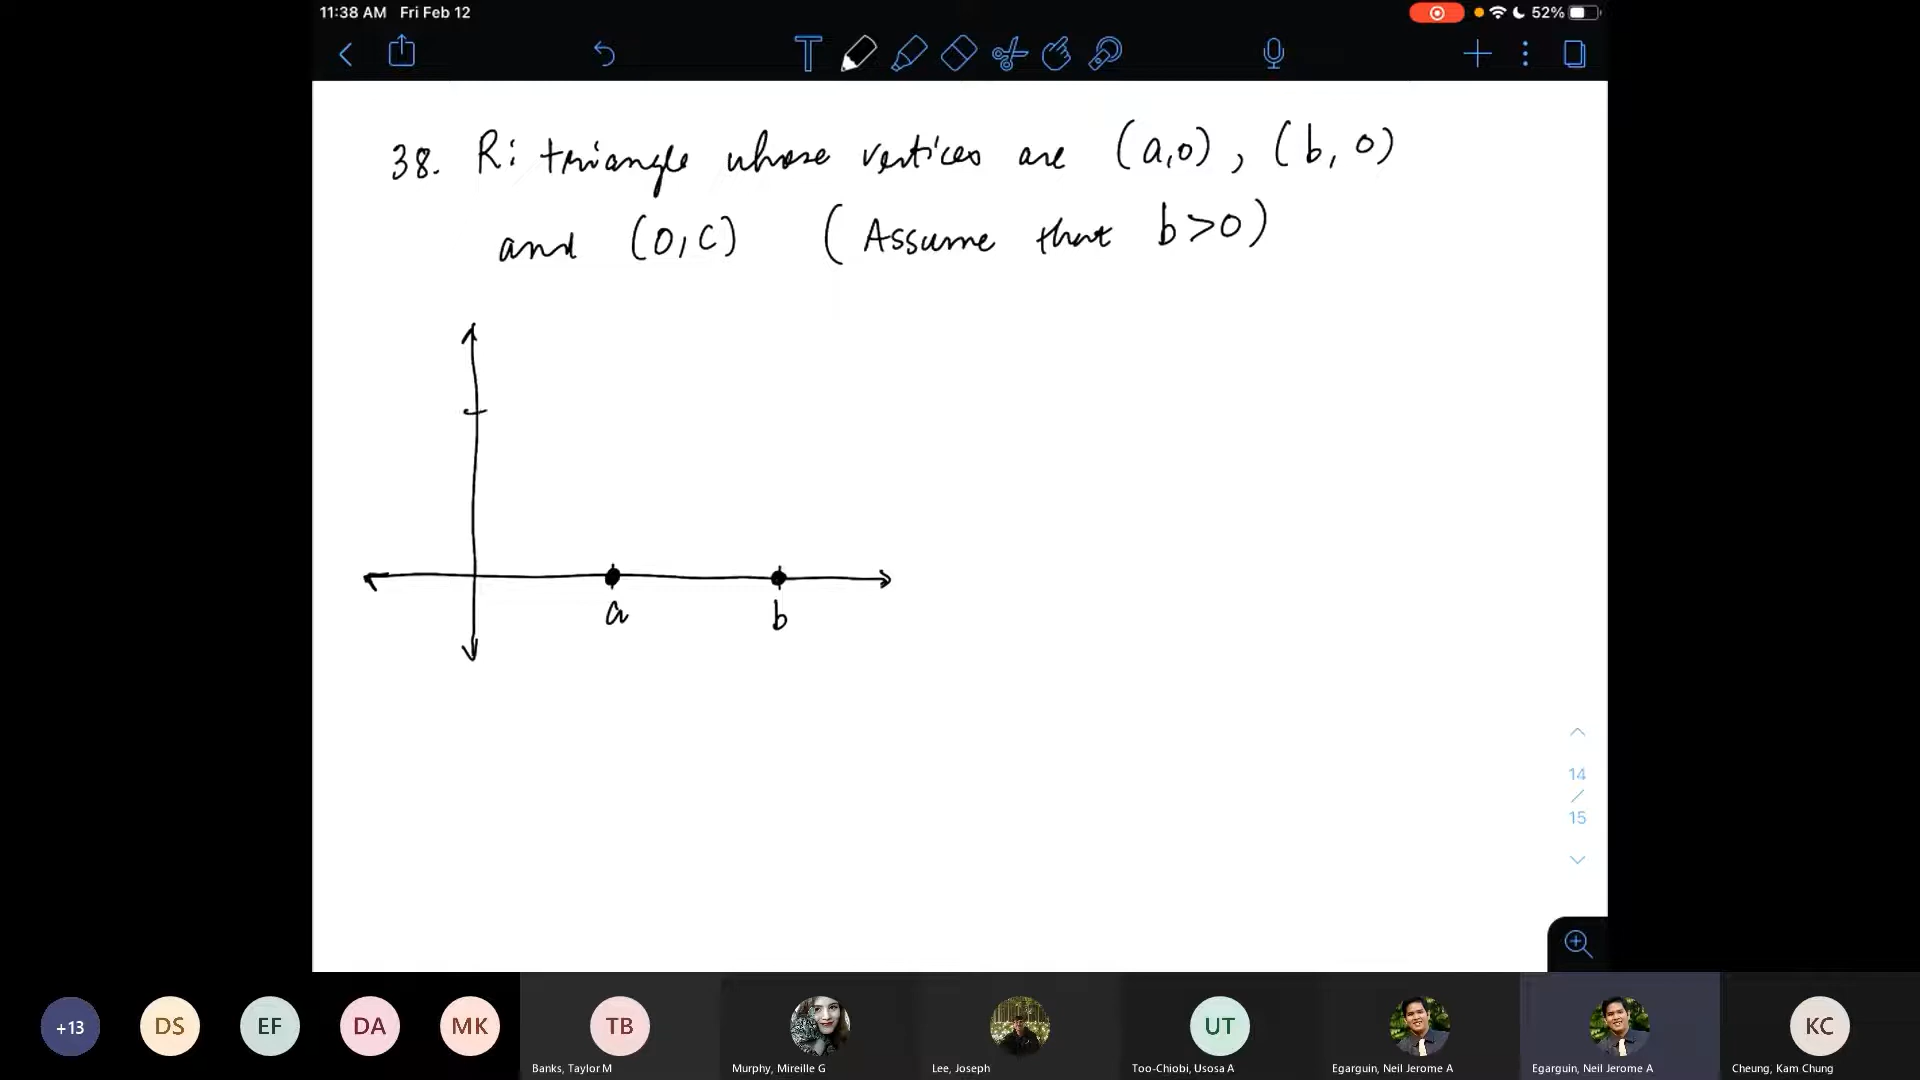 11:38 AM Fri Feb 12
52%
T
38. R: triangle whose vertices are (a,0), (b, 0)
and (0,c) (Assume that b>0)
a
b
14
/
15
+13
DS
EF
DA
MK
TB
UT
KC
Banks, Taylor M
Murphy, Mireille G
Lee, Joseph
Too-Chiobi, Usosa A
Egarguin, Neil Jerome A
Egarguin, Neil Jerome A
Cheung, Kam Chung